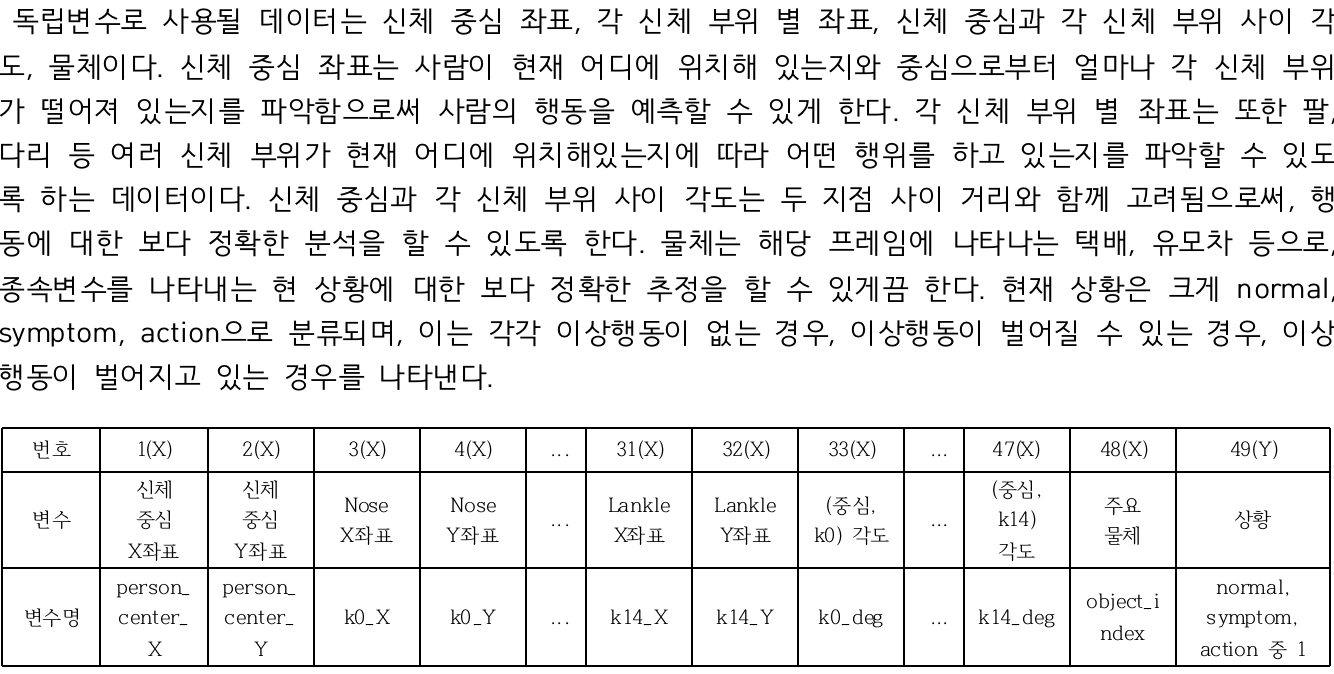 독립변수로 사용될 데이터는 신체 중심 좌표, 각 신체 부위 별 좌표, 신체 중심과 각 신체 부위 사이 각
도, 물체이다. 신체 중심 좌표는 사람이 현재 어디에 위치해 있는지와 중심으로부터 얼마나 각 신체 부위
가 떨어져 있는지를 파악함으로써 사람의 행동을 예측할 수 있게 한다. 각 신체 부위 별 좌표는 또한 팔,
다리 등 여러 신체 부위가 현재 어디에 위치해있는지에 따라 어떤 행위를 하고 있는지를 파악할 수 있도
록 하는 데이터이다. 신체 중심과 각 신체 부위 사이 각도는 두 지점 사이 거리와 함께 고려됨으로써, 행
동에 대한 보다 정확한 분석을 할 수 있도록 한다. 물체는 해당 프레임에 나타나는 택배, 유모차 등으로,
종속변수를 나타내는 현 상황에 대한 보다 정확한 추정을 할 수 있게끔 한다. 현재 상황은 크게 normal,
symptom, action으로 분류되며, 이는 각각 이상행동이 없는 경우, 이상행동이 벌어질 수 있는 경우, 이상
행동이 벌어지고 있는 경우를 나타낸다.
번호 1(X) 2(X) 3(X) 4(X) ... 31(X) 32(X) 33(X) ... 47(X) 48(X) 49(Y)
변수
신체
중심
X좌표
신체
중심
Y좌표
Nose
X좌표
Nose
Y좌표
...
Lankle
X좌표
Lankle
Y좌표
(중심,
k0) 각도
...
(중심,
k14)
각도
주요
물체
상황
변수명
person_
center_
X
person_
center_
Y
k0_X
k0_Y
...
k14_X
k14_Y
k0_deg
...
k14_deg
object_i
ndex
normal,
symptom,
action 중 1